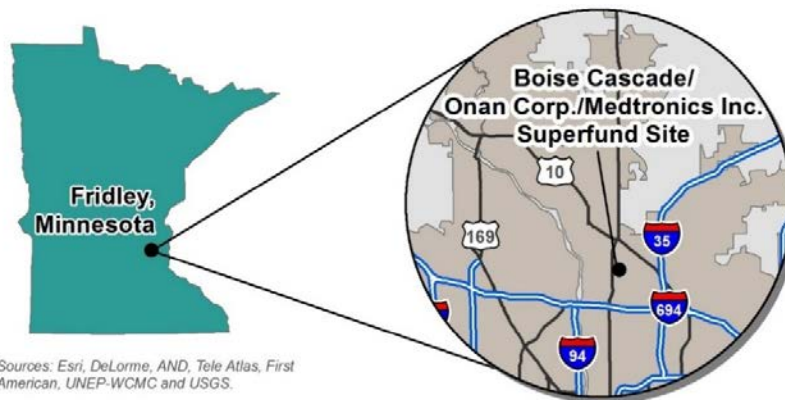 Boise Cascade/
Onan Corp./Medtronics Inc.
Superfund Site
10
Fridley,
Minnesota
169
35
694
94
Sources: Esri, DeLorme, AND, Tele Atlas, First
American, UNEP-WCMC and USGS.